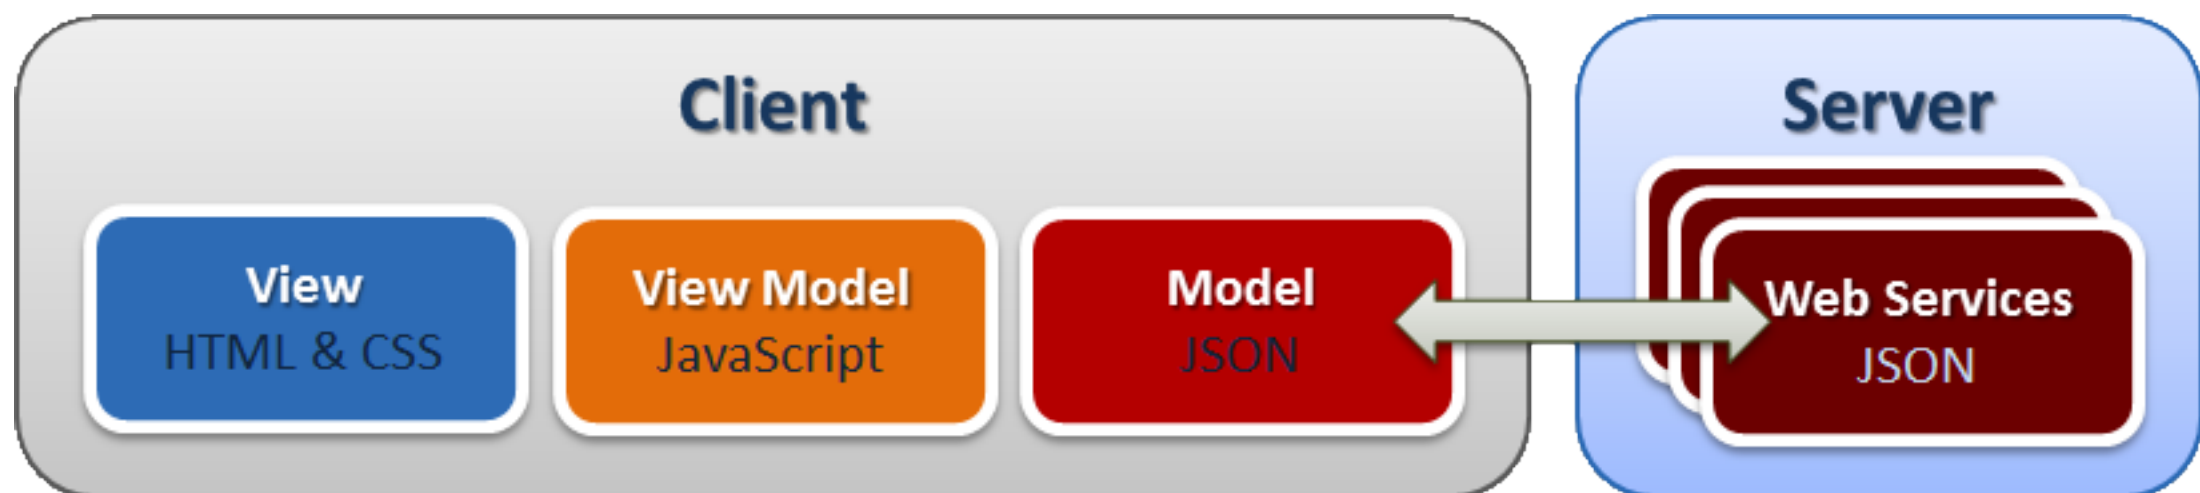 Client
Server
View
HTML & CSS
View Model
JavaScript
Model
JSON
Web Services
JSON